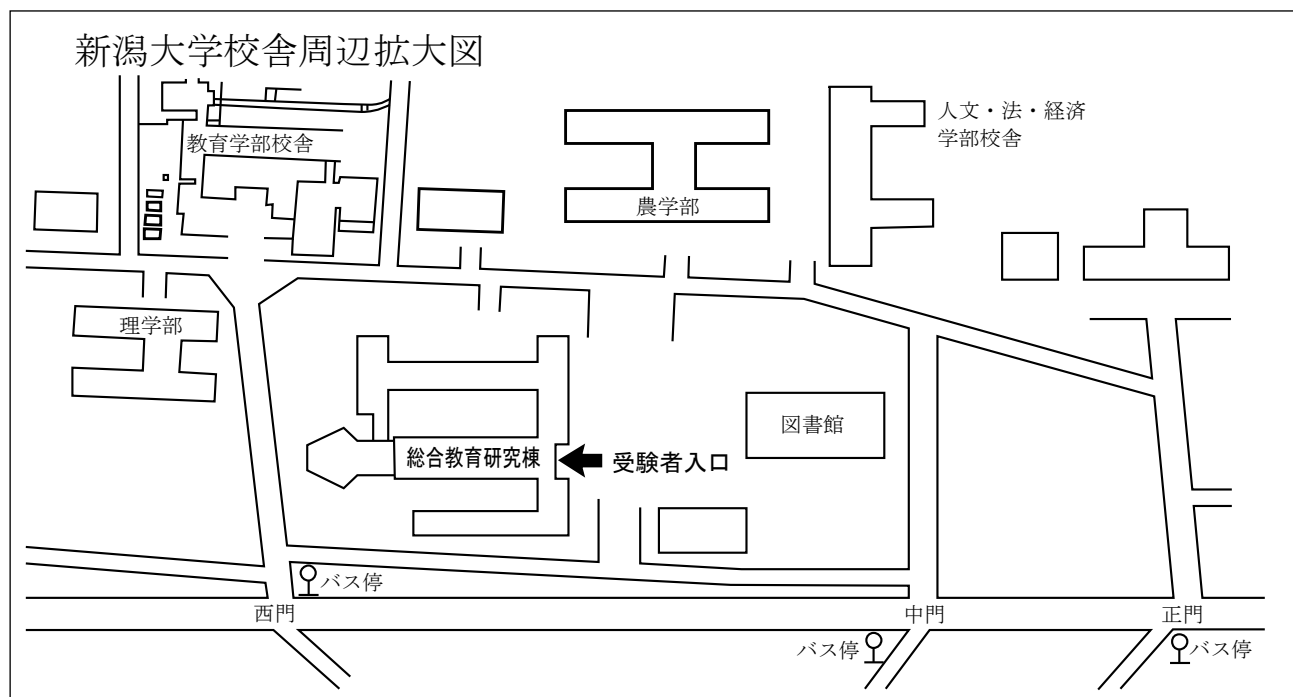 新潟大学校舎周辺拡大図
人文・法・経済
学部校舎
教育学部校舎
農学部
理学部
図書館
総合教育研究棟
受験者入口
バス停
西門
中門
正門
バス停
バス停